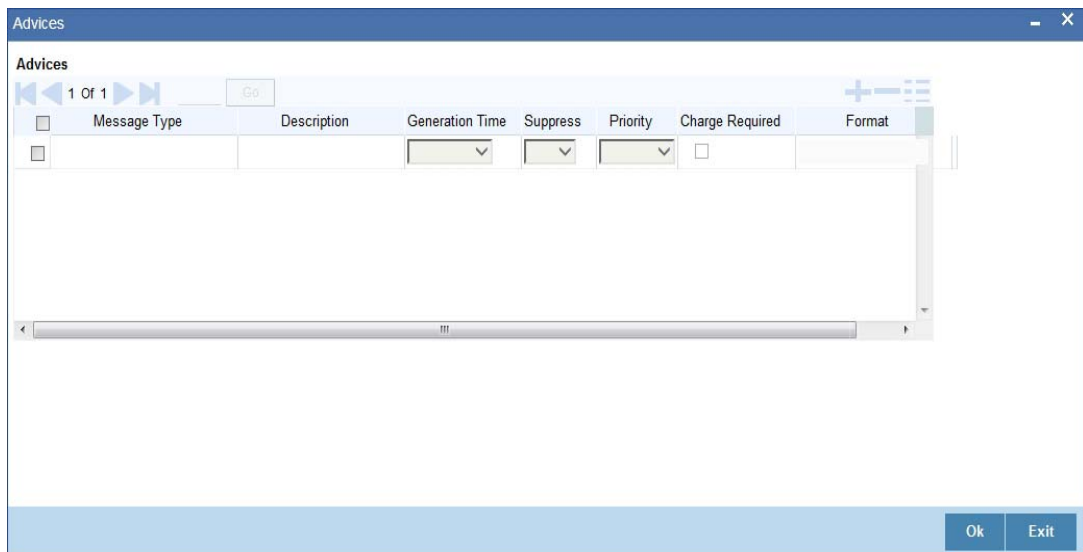 Advices
Advices
1 Of 1 Go
Message Type Description Generation Time Suppress Priority Charge Required Format
Ok Exit